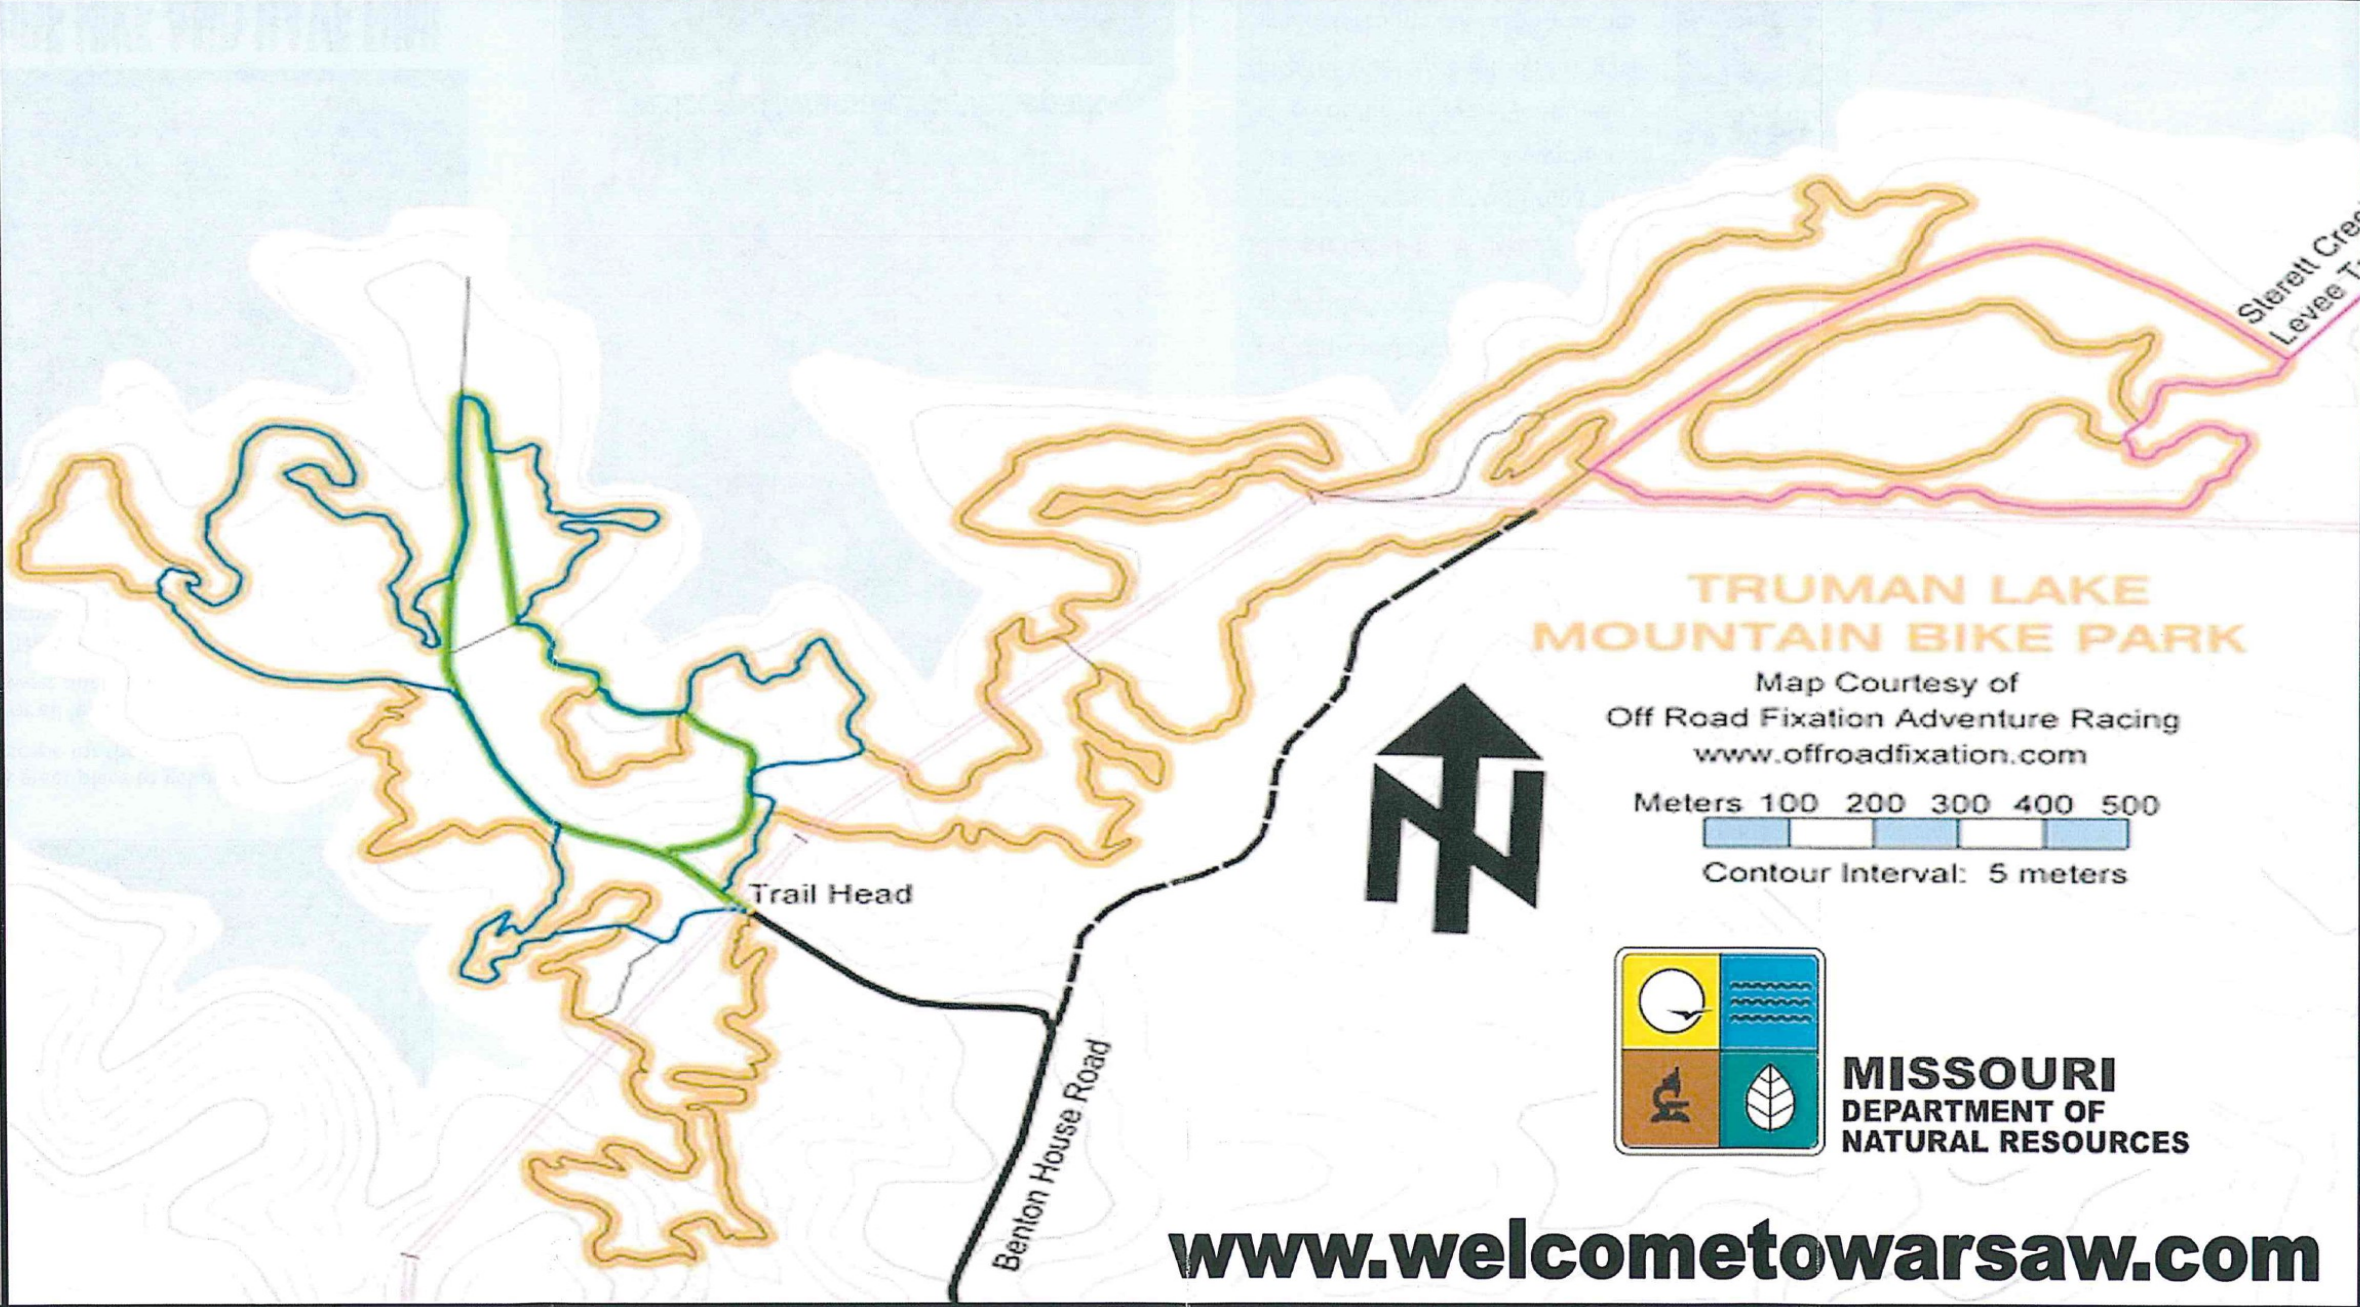 Sterett
Levee
TRUMAN LAKE
MOUNTAIN BIKE PARK
Map Courtesy of
Off Road Fixation Adventure Racing
www.offroadfixation.com
Meters 100 200 300 400 500
Contour Interval: 5 meters
Trail Head
N
Benton House Road
MISSOURI
DEPARTMENT OF
NATURAL RESOURCES
www.welcometowarsaw.com